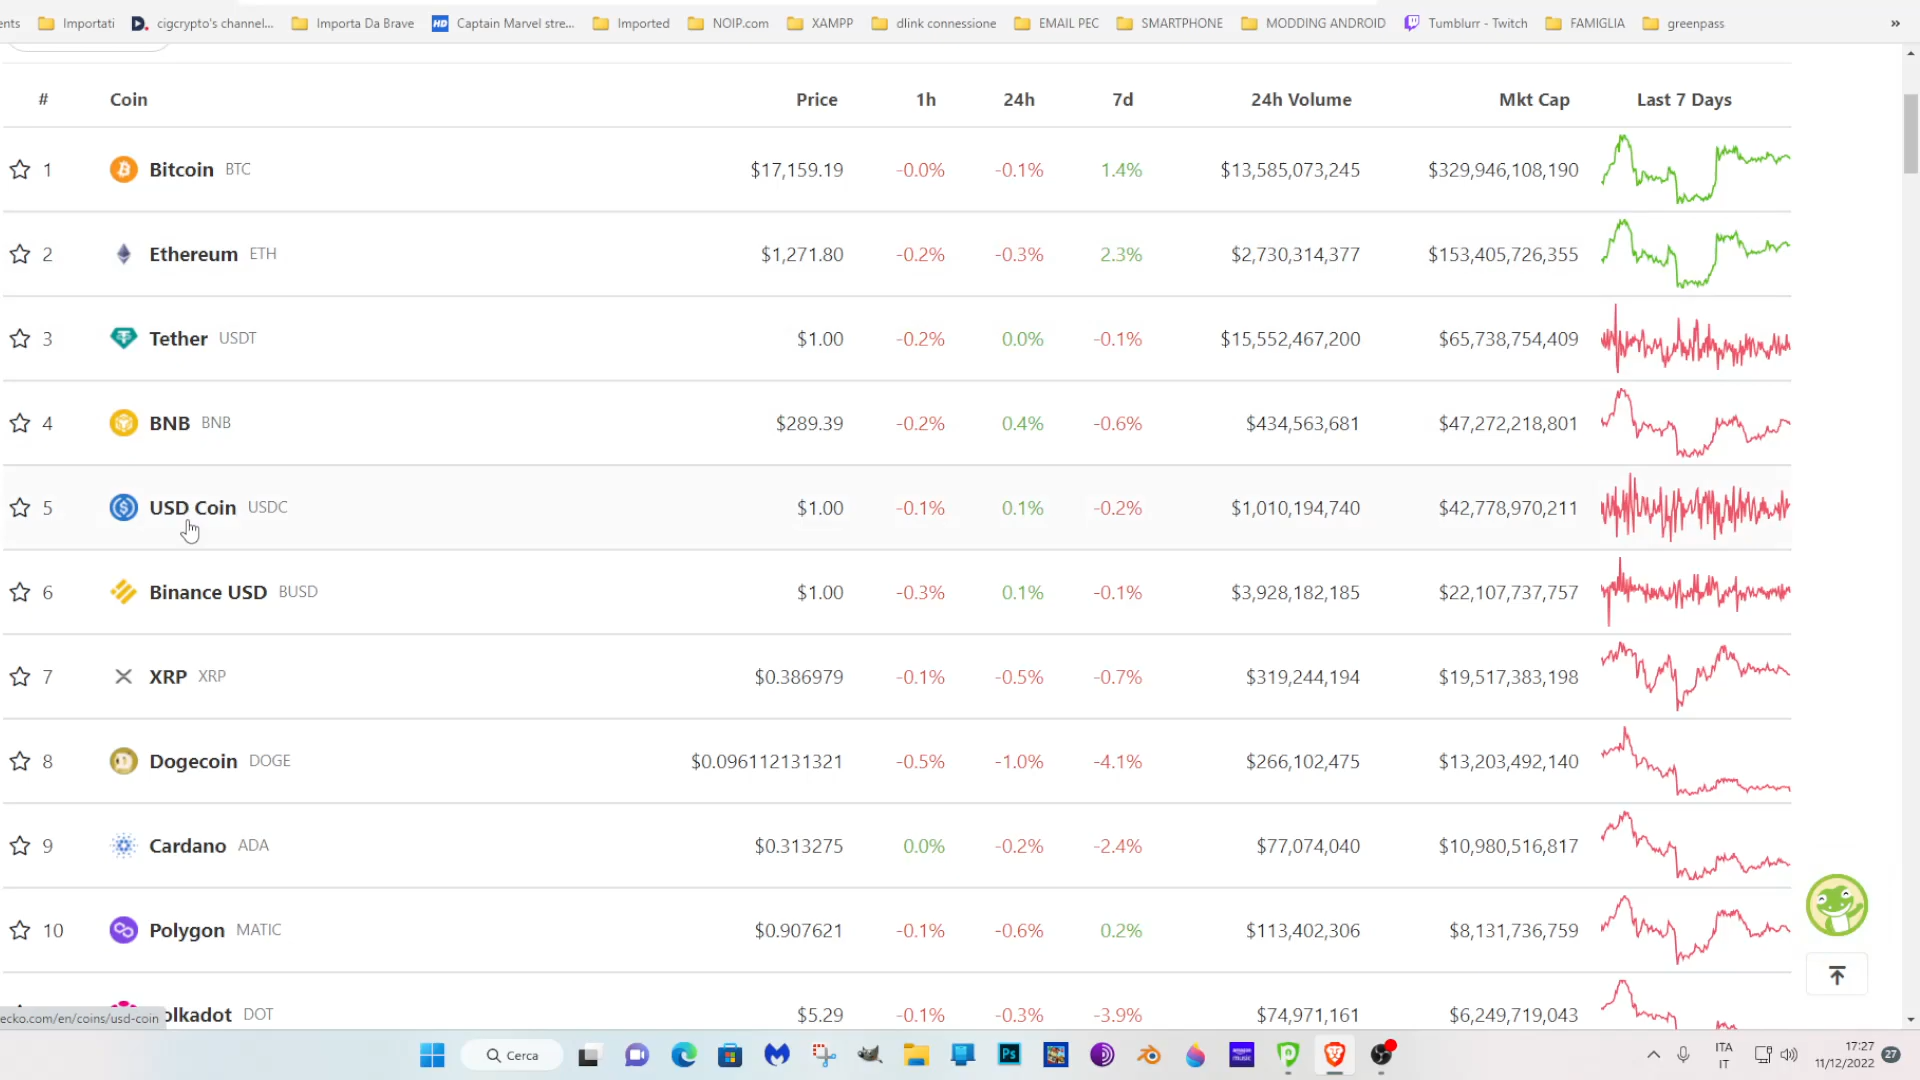 ents Importati cigcrypto's channel... Importa Da Brave HD Captain Marvel stre... Imported NOIP.com XAMPP dlink connessione EMAIL PEC SMARTPHONE MODDING ANDROID Tumblurr - Twitch FAMIGLIA greenpass »
# Coin Price 1h 24h 7d 24h Volume Mkt Cap Last 7 Days
1 Bitcoin BTC $17,159.19 -0.0% -0.1% 1.4% $13,585,073,245 $329,946,108,190
2 Ethereum ETH $1,271.80 -0.2% -0.3% 2.3% $2,730,314,377 $153,405,726,355
3 Tether USDT $1.00 -0.2% 0.0% -0.1% $15,552,467,200 $65,738,754,409
4 BNB BNB $289.39 -0.2% 0.4% -0.6% $434,563,681 $47,272,218,801
5 USD Coin USDC $1.00 -0.1% 0.1% -0.2% $1,010,194,740 $42,778,970,211
6 Binance USD BUSD $1.00 -0.3% 0.1% -0.1% $3,928,182,185 $22,107,737,757
7 XRP XRP $0.386979 -0.1% -0.5% -0.7% $319,244,194 $19,517,383,198
8 Dogecoin DOGE $0.096112131321 -0.5% -1.0% -4.1% $266,102,475 $13,203,492,140
9 Cardano ADA $0.313275 0.0% -0.2% -2.4% $77,074,040 $10,980,516,817
10 Polygon MATIC $0.907621 -0.1% -0.6% 0.2% $113,402,306 $8,131,736,759
olkadot DOT $5.29 -0.1% -0.3% -3.9% $74,971,161 $6,249,719,043
ecko.com/en/coins/usd-coin
Cerca Ps amazon music ITA 17:27
IT 11/12/2022 27